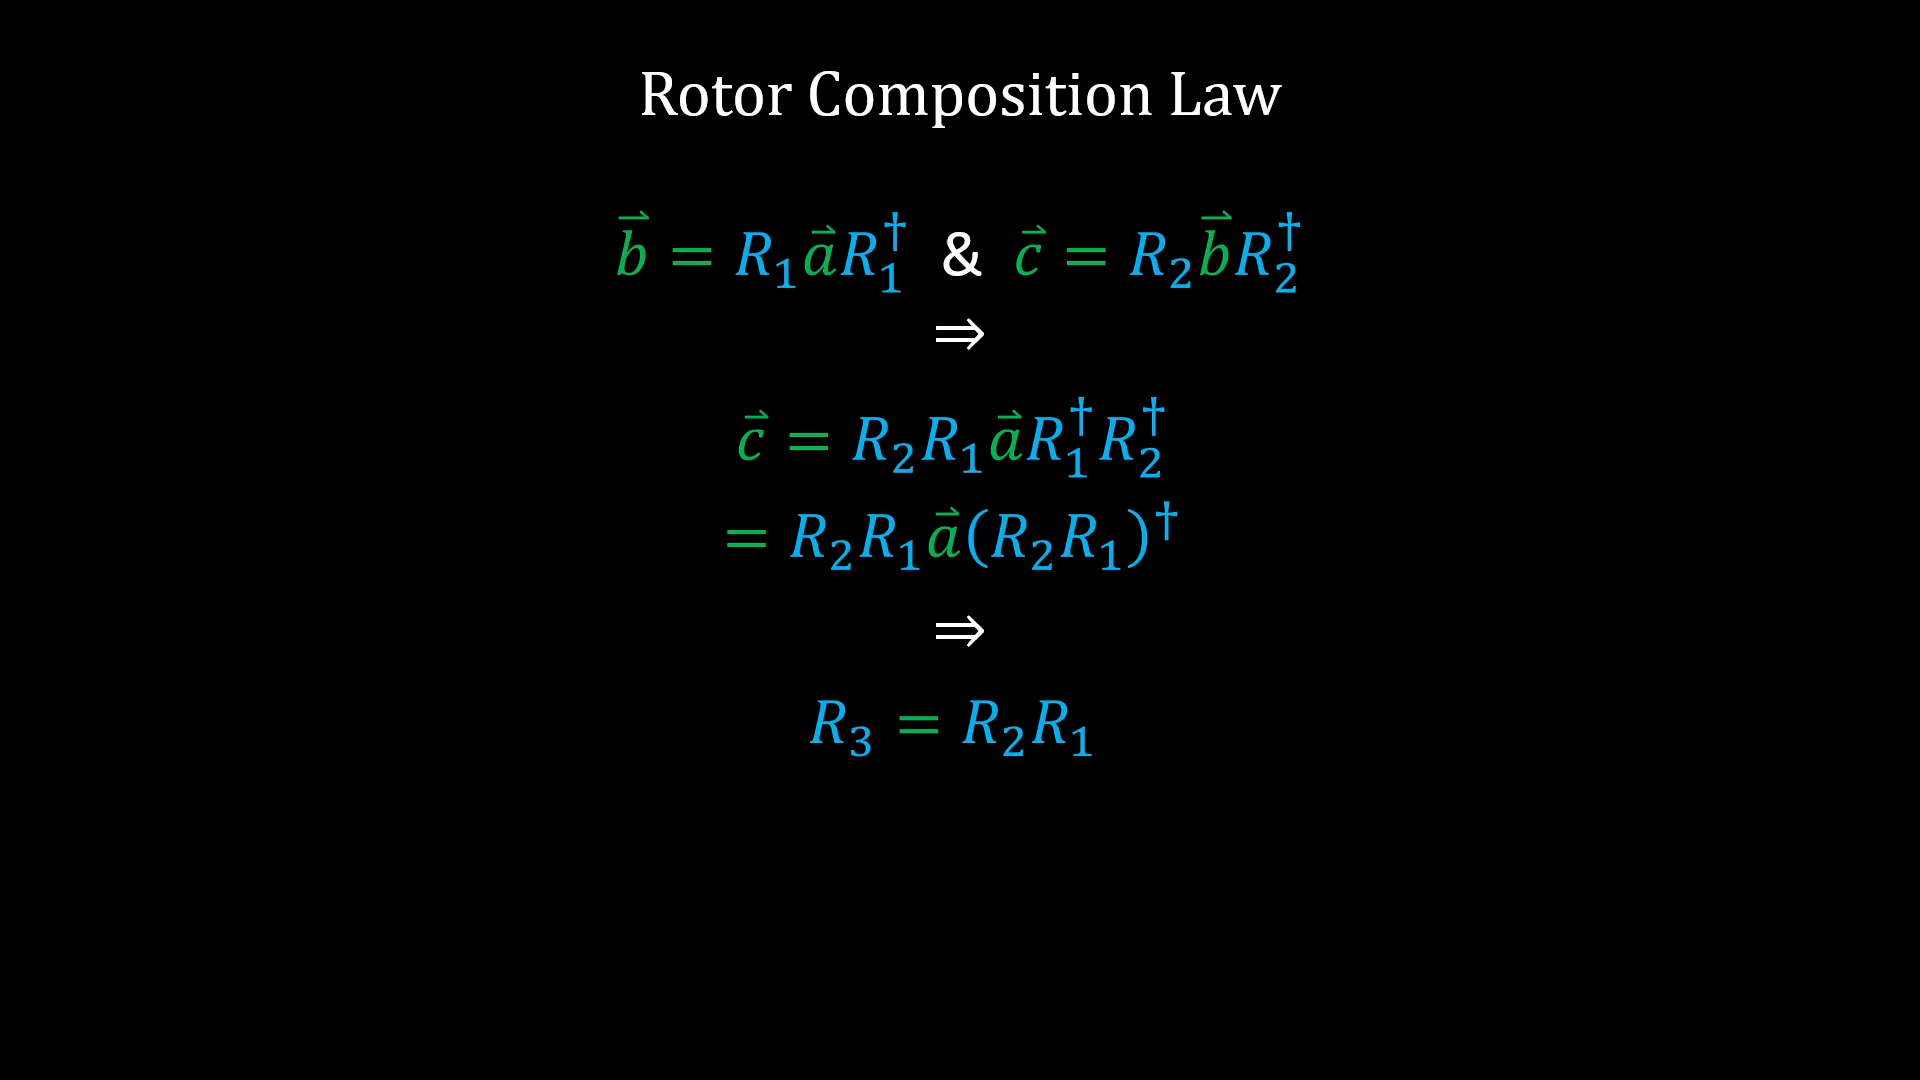 Rotor Composition Law
b⃗ = R₁a⃗R₁† & c⃗ = R₂b⃗R₂†
⇒
c⃗ = R₂R₁a⃗R₁†R₂†
= R₂R₁a⃗(R₂R₁)†
⇒
R₃ = R₂R₁